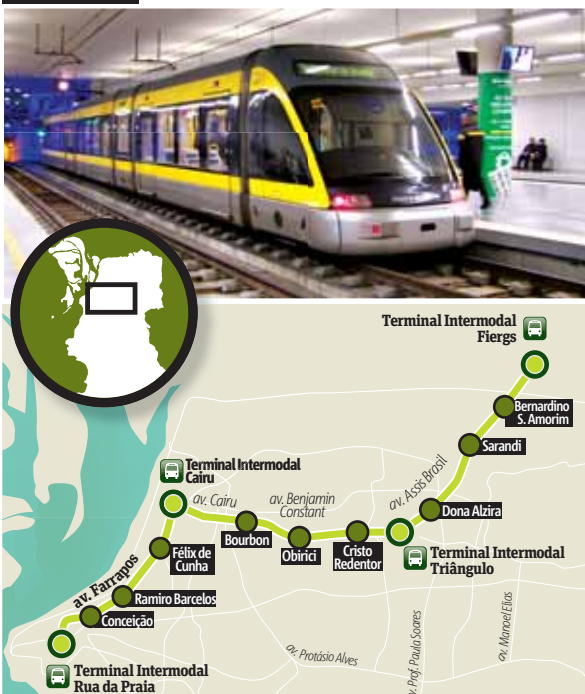 Terminal Intermodal
Fiergs
Bernardino
S. Amorim
Sarandi
Terminal Intermodal
Cairu
av. Cairu
av. Benjamin
Constant
av. Assis Brasil
Dona Alzira
Bourbon
Obirici
Cristo
Redentor
Terminal Intermodal
Triângulo
Félix de
Cunha
av. Farrapos
Ramiro Barcelos
Conceição
av. Protásio Alves
av. Prof. Paula Soares
av. Manoel Elias
Terminal Intermodal
Rua da Praia